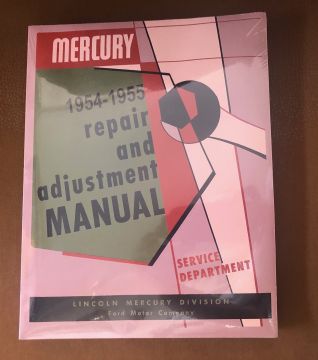 MERCURY
1954-1955
repair
and
adjustment
MANUAL
SERVICE
DEPARTMENT
LINCOLN MERCURY DIVISION
Ford Motor Company